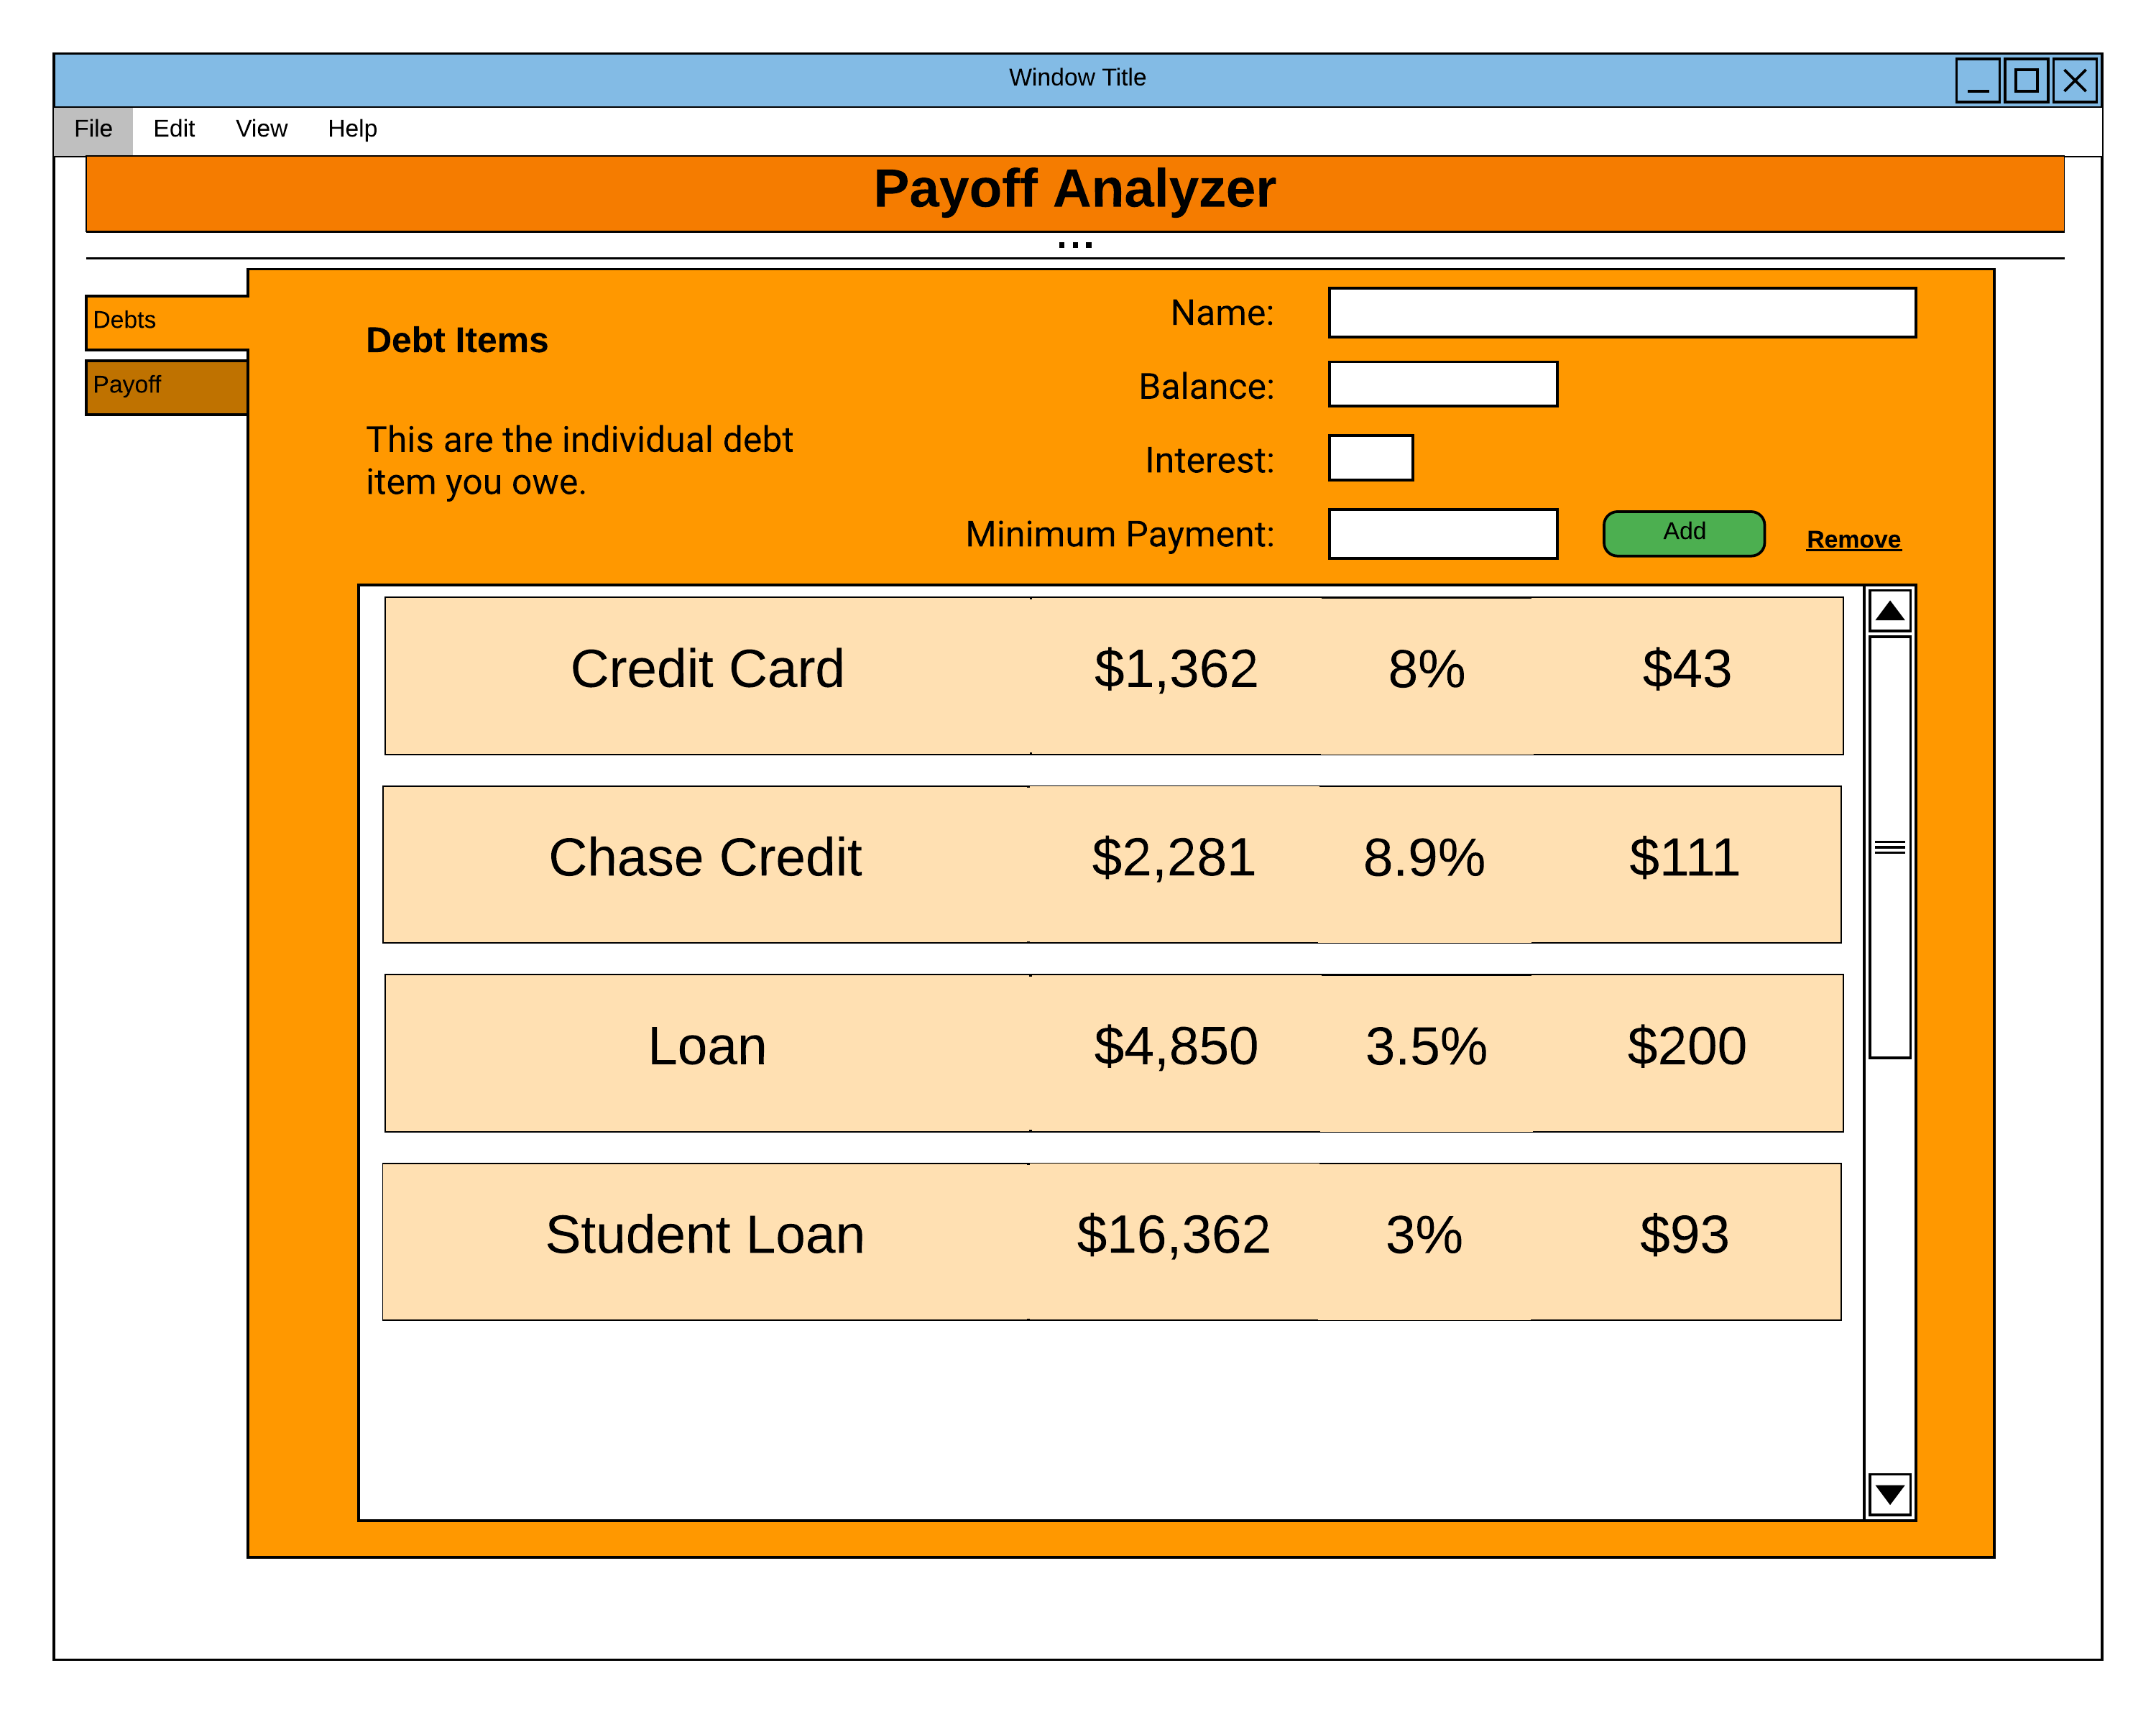 Window Title
File Edit View Help
Payoff Analyzer
...
Debts
Payoff
Debt Items
This are the individual debt
item you owe.
Name:
Balance:
Interest:
Minimum Payment:
Add
Remove
Credit Card $1,362 8% $43
Chase Credit $2,281 8.9% $111
Loan $4,850 3.5% $200
Student Loan $16,362 3% $93